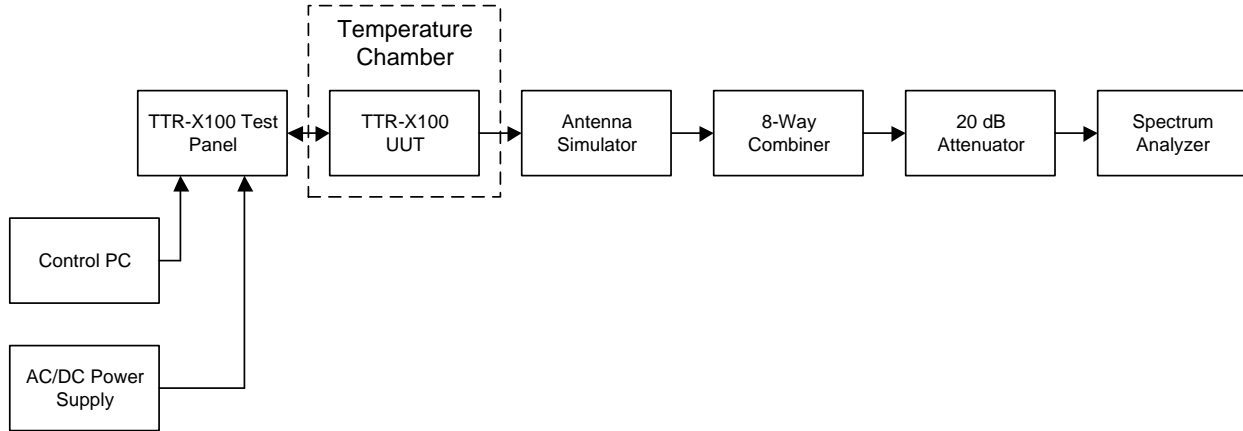 Temperature
Chamber
TTR-X100 Test
Panel
TTR-X100
UUT
Antenna
Simulator
8-Way
Combiner
20 dB
Attenuator
Spectrum
Analyzer
Control PC
AC/DC Power
Supply